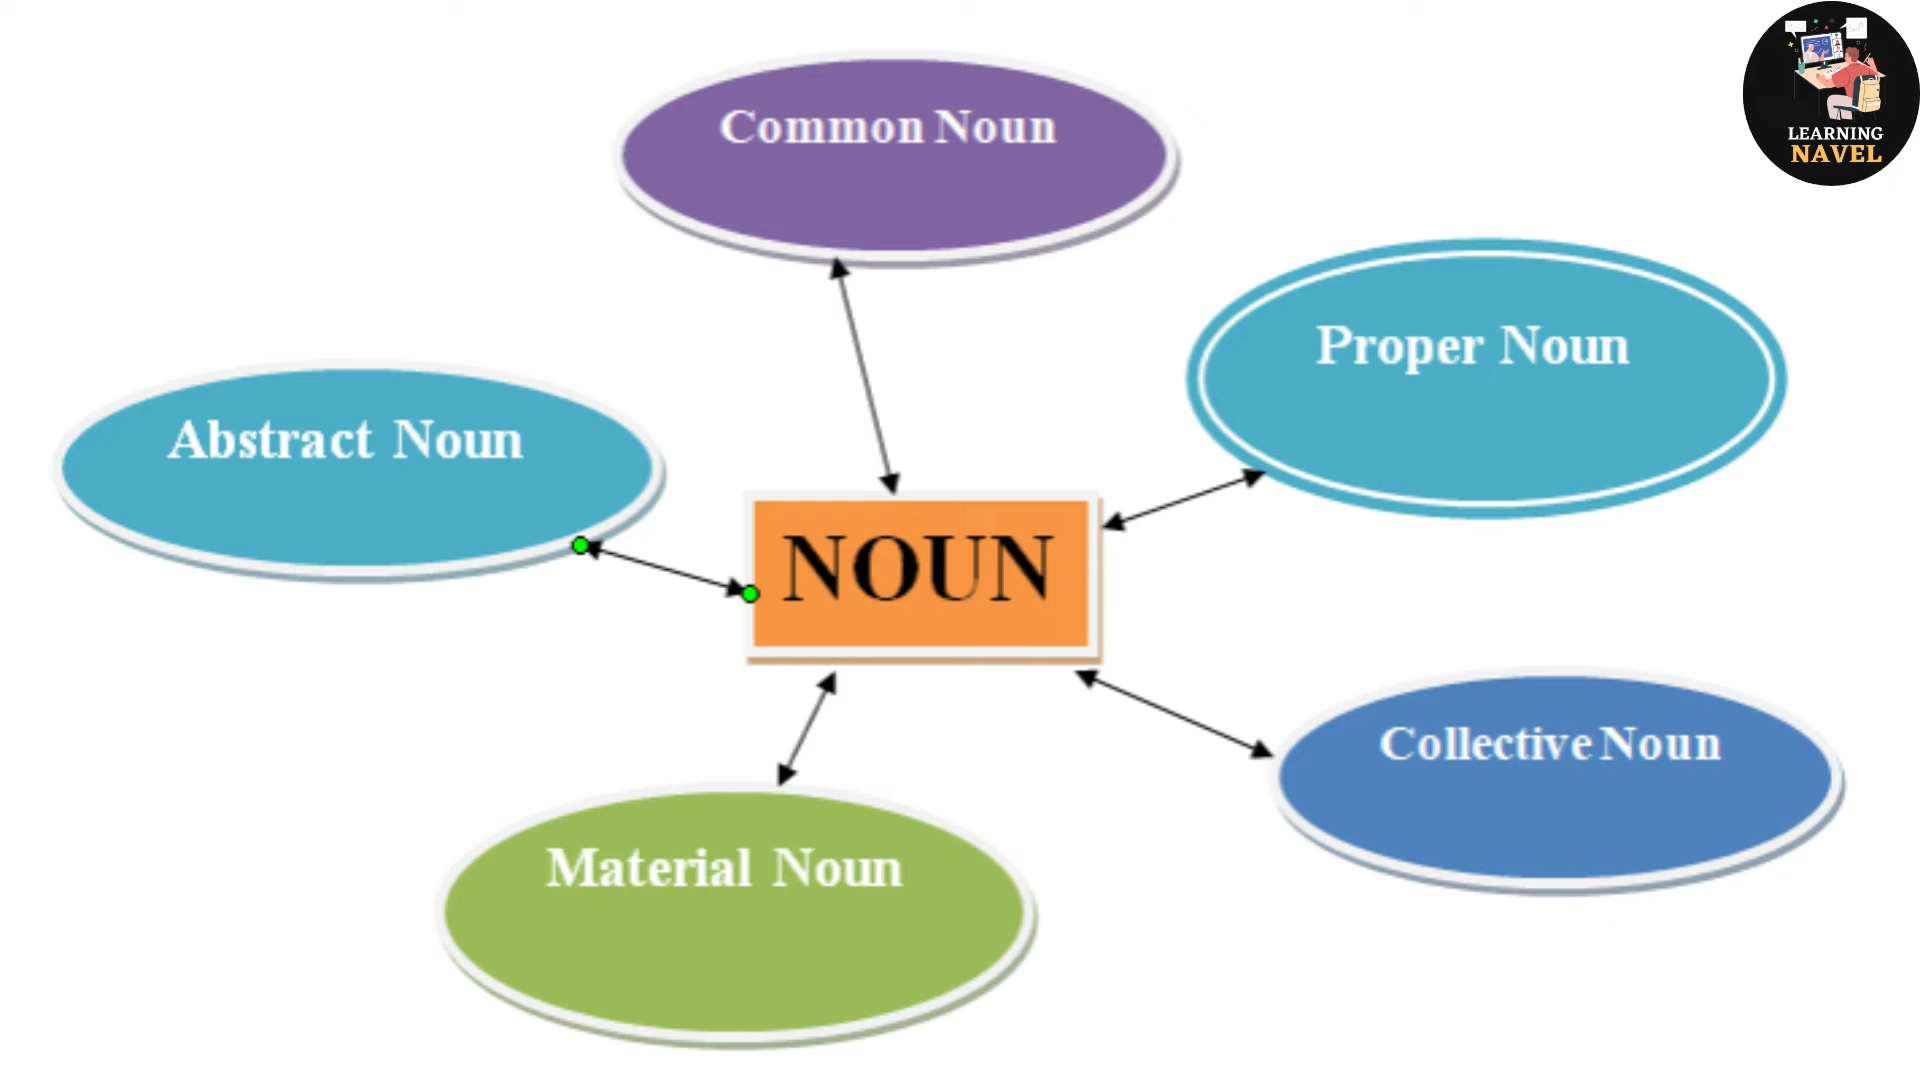 Common Noun
LEARNING
NAVEL
Proper Noun
Abstract Noun
NOUN
Collective Noun
Material Noun